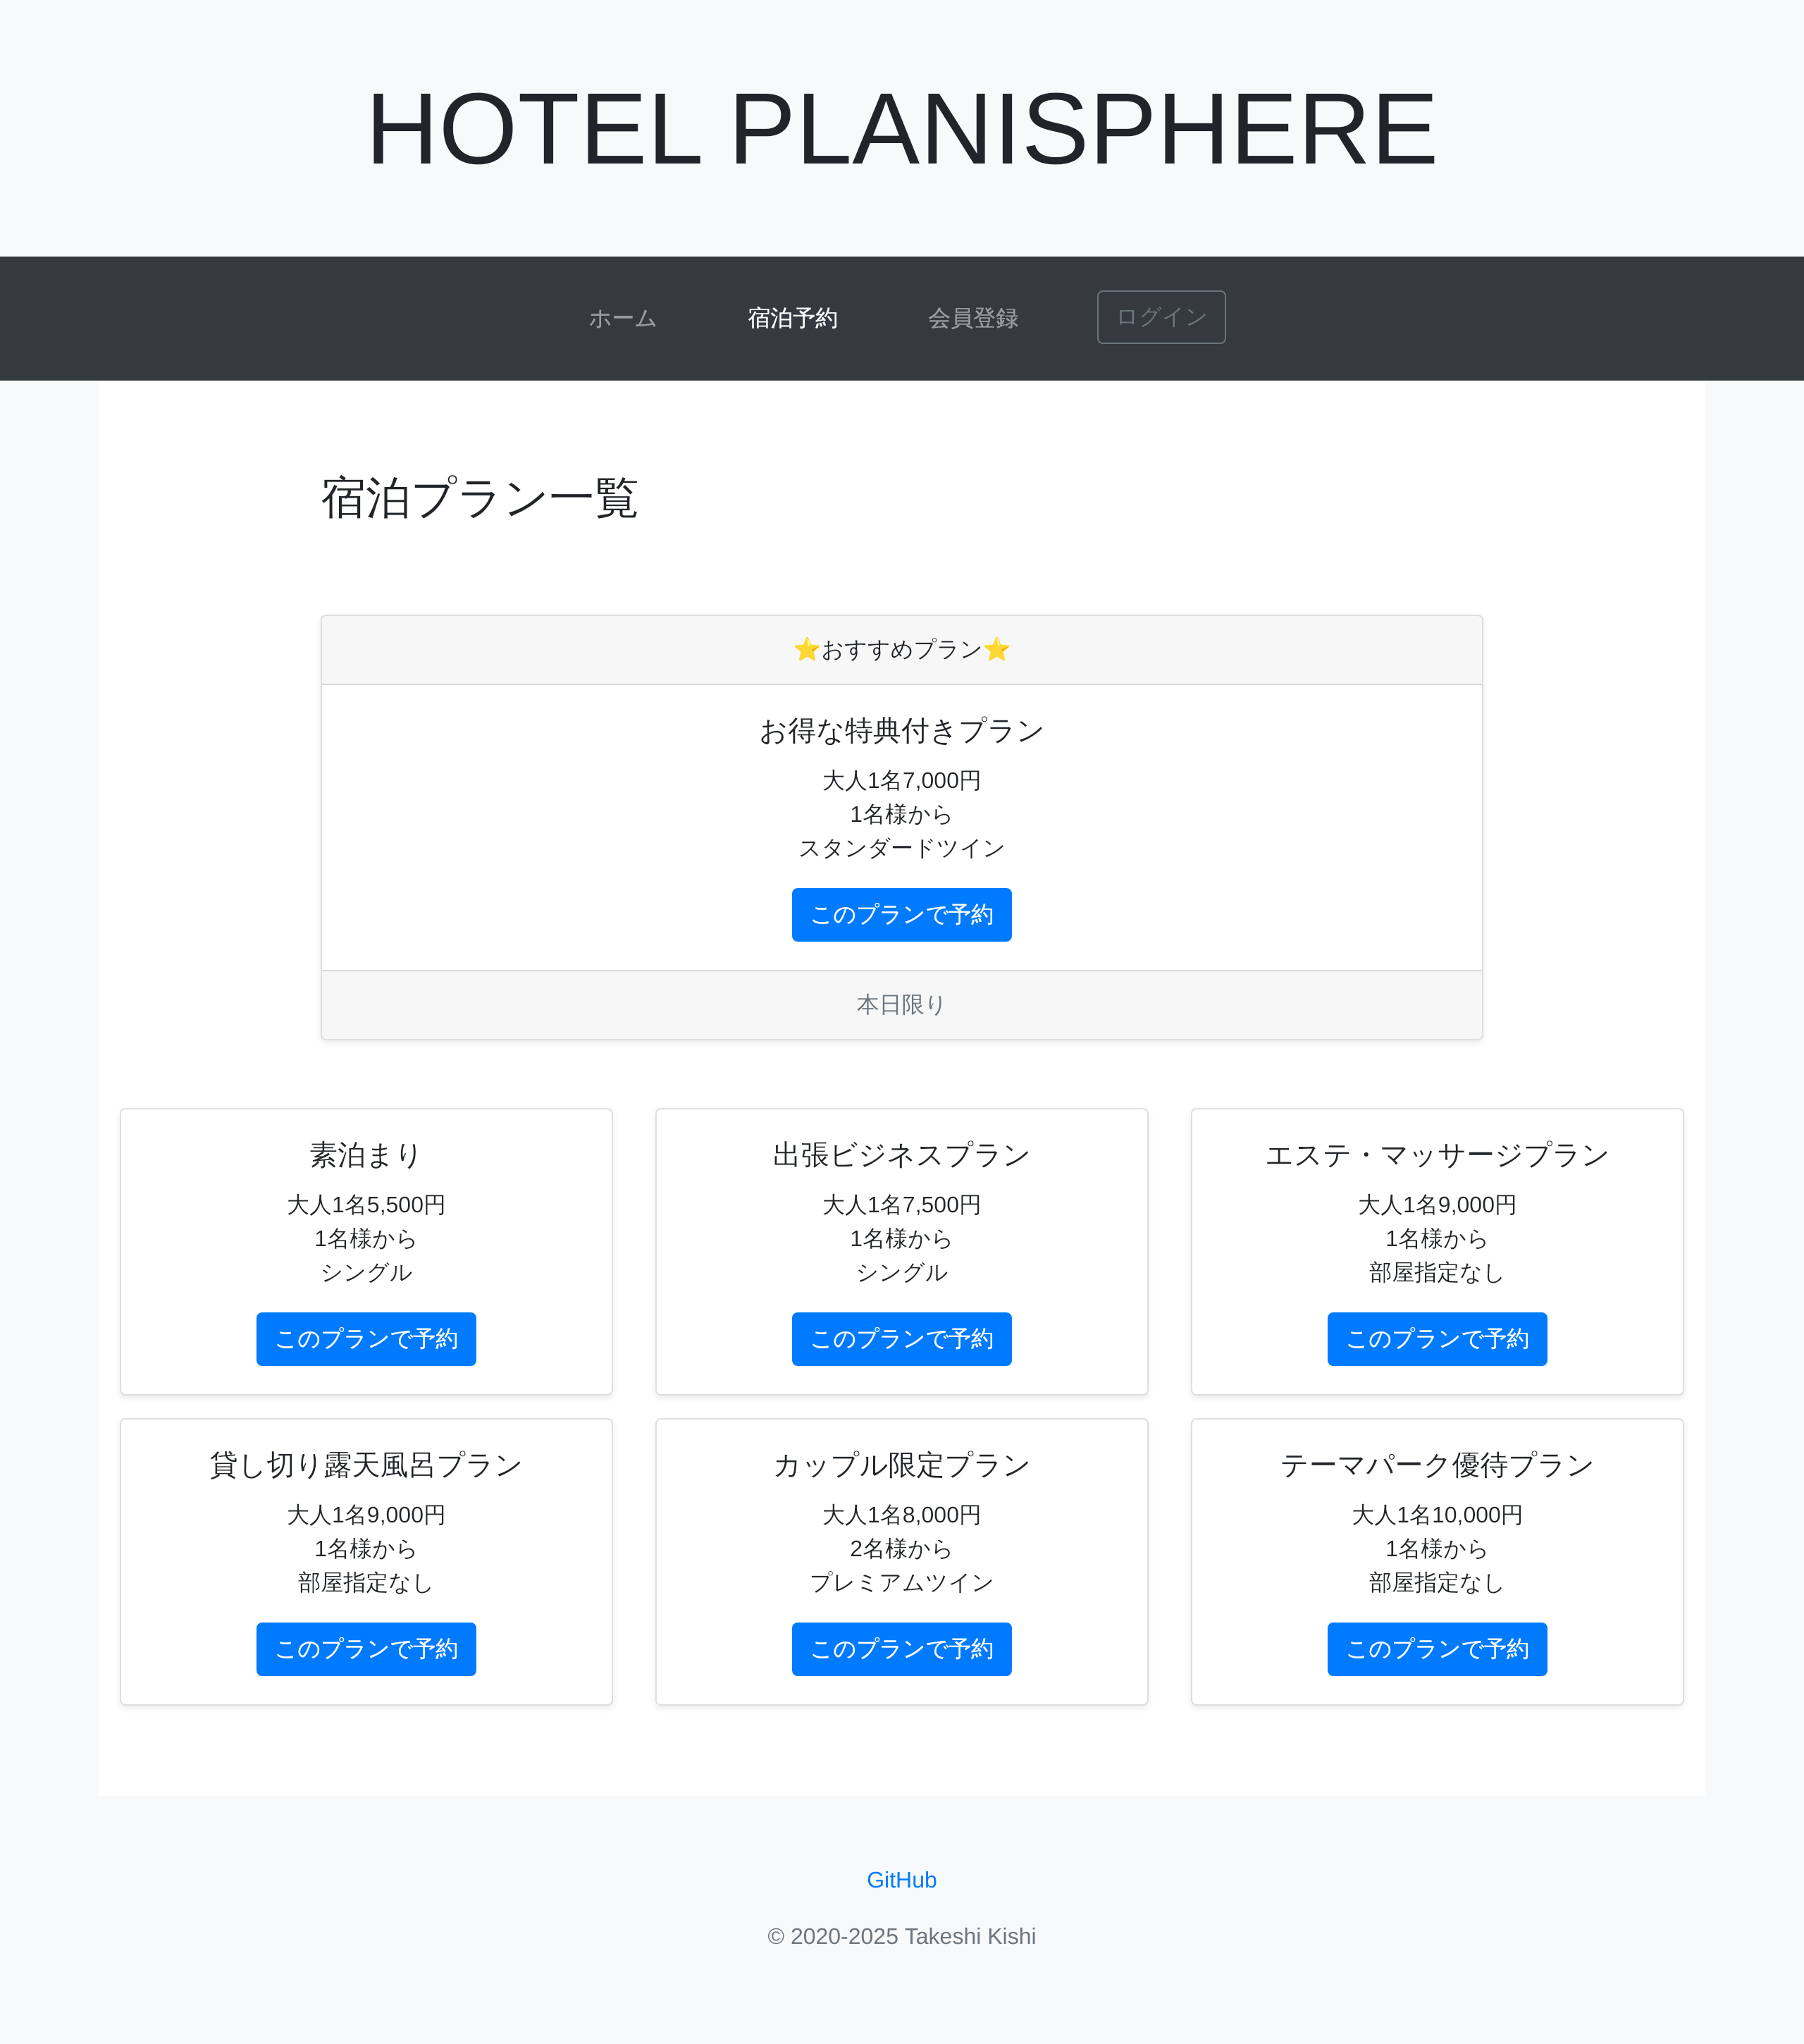 HOTEL PLANISPHERE
ホーム 宿泊予約 会員登録 ログイン
宿泊プラン一覧
⭐おすすめプラン⭐
お得な特典付きプラン
大人1名7,000円
1名様から
スタンダードツイン
このプランで予約
本日限り
素泊まり
大人1名5,500円
1名様から
シングル
このプランで予約
出張ビジネスプラン
大人1名7,500円
1名様から
シングル
このプランで予約
エステ・マッサージプラン
大人1名9,000円
1名様から
部屋指定なし
このプランで予約
貸し切り露天風呂プラン
大人1名9,000円
1名様から
部屋指定なし
このプランで予約
カップル限定プラン
大人1名8,000円
2名様から
プレミアムツイン
このプランで予約
テーマパーク優待プラン
大人1名10,000円
1名様から
部屋指定なし
このプランで予約
GitHub
© 2020-2025 Takeshi Kishi